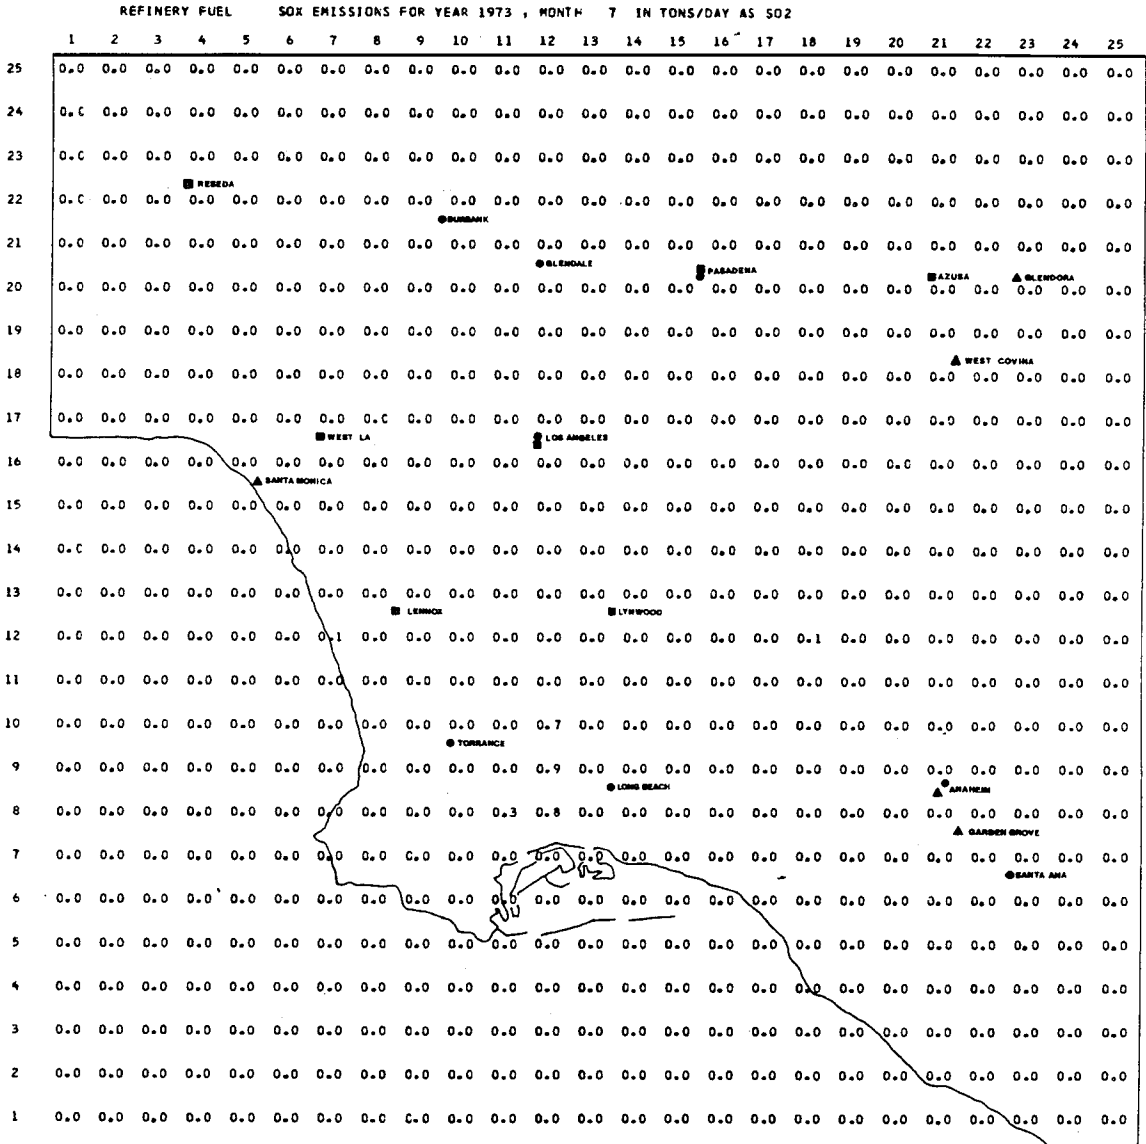 REFINERY FUEL SOX EMISSIONS FOR YEAR 1973 , MONTH 7 IN TONS/DAY AS SO2
1 2 3 4 5 6 7 8 9 10 11 12 13 14 15 16 17 18 19 20 21 22 23 24 25
25 0.0 0.0 0.0 0.0 0.0 0.0 0.0 0.0 0.0 0.0 0.0 0.0 0.0 0.0 0.0 0.0 0.0 0.0 0.0 0.0 0.0 0.0 0.0 0.0 0.0
24 0.C 0.0 0.0 0.0 0.0 0.0 0.0 0.0 0.0 0.0 0.0 0.0 0.0 0.0 0.0 0.0 0.0 0.0 0.0 0.0 0.0 0.0 0.0 0.0 0.0
23 0.C 0.0 0.0 0.0 0.0 0.0 0.0 0.0 0.0 0.0 0.0 0.0 0.0 0.0 0.0 0.0 0.0 0.0 0.0 0.0 0.0 0.0 0.0 0.0 0.0
RESEDA
22 0.C 0.0 0.0 0.0 0.0 0.0 0.0 0.0 0.0 0.0 0.0 0.0 0.0 0.0 0.0 0.0 0.0 0.0 0.0 0.0 0.0 0.0 0.0 0.0 0.0
BURBANK
21 0.0 0.0 0.0 0.0 0.0 0.0 0.0 0.0 0.0 0.0 0.0 0.0 0.0 0.0 0.0 0.0 0.0 0.0 0.0 0.0 0.0 0.0 0.0 0.0 0.0
GLENDALE PASADENA AZUSA GLENDORA
20 0.0 0.0 0.0 0.0 0.0 0.0 0.0 0.0 0.0 0.0 0.0 0.0 0.0 0.0 0.0 0.0 0.0 0.0 0.0 0.0 0.0 0.0 0.0 0.0 0.0
19 0.0 0.0 0.0 0.0 0.0 0.0 0.0 0.0 0.0 0.0 0.0 0.0 0.0 0.0 0.0 0.0 0.0 0.0 0.0 0.0 0.0 0.0 0.0 0.0 0.0
WEST COVINA
18 0.0 0.0 0.0 0.0 0.0 0.0 0.0 0.0 0.0 0.0 0.0 0.0 0.0 0.0 0.0 0.0 0.0 0.0 0.0 0.0 0.0 0.0 0.0 0.0 0.0
17 0.0 0.0 0.0 0.0 0.0 0.0 0.0 0.C 0.0 0.0 0.0 0.0 0.0 0.0 0.0 0.0 0.0 0.0 0.0 0.0 0.0 0.0 0.0 0.0 0.0
WEST LA LOS ANGELES
16 0.0 0.0 0.0 0.0 0.0 0.0 0.0 0.0 0.0 0.0 0.0 0.0 0.0 0.0 0.0 0.0 0.0 0.0 0.0 0.0 0.0 0.0 0.0 0.0 0.0
SANTA MONICA
15 0.0 0.0 0.0 0.0 0.0 0.0 0.0 0.0 0.0 0.0 0.0 0.0 0.0 0.0 0.0 0.0 0.0 0.0 0.0 0.0 0.0 0.0 0.0 0.0 0.0
14 0.C 0.0 0.0 0.0 0.0 0.0 0.0 0.0 0.0 0.0 0.0 0.0 0.0 0.0 0.0 0.0 0.0 0.0 0.0 0.0 0.0 0.0 0.0 0.0 0.0
13 0.0 0.0 0.0 0.0 0.0 0.0 0.0 0.0 0.0 0.0 0.0 0.0 0.0 0.0 0.0 0.0 0.0 0.0 0.0 0.0 0.0 0.0 0.0 0.0 0.0
LENNOX LYNWOOD
12 0.0 0.0 0.0 0.0 0.0 0.0 0.1 0.0 0.0 0.0 0.0 0.0 0.0 0.0 0.0 0.0 0.0 0.1 0.0 0.0 0.0 0.0 0.0 0.0 0.0
11 0.0 0.0 0.0 0.0 0.0 0.0 0.0 0.0 0.0 0.0 0.0 0.0 0.0 0.0 0.0 0.0 0.0 0.0 0.0 0.0 0.0 0.0 0.0 0.0 0.0
10 0.0 0.0 0.0 0.0 0.0 0.0 0.0 0.0 0.0 0.0 0.0 0.7 0.0 0.0 0.0 0.0 0.0 0.0 0.0 0.0 0.0 0.0 0.0 0.0 0.0
TORRANCE
9 0.0 0.0 0.0 0.0 0.0 0.0 0.0 0.0 0.0 0.0 0.0 0.9 0.0 0.0 0.0 0.0 0.0 0.0 0.0 0.0 0.0 0.0 0.0 0.0 0.0
LONG BEACH ANAHEIM
8 0.0 0.0 0.0 0.0 0.0 0.0 0.0 0.0 0.0 0.0 0.3 0.8 0.0 0.0 0.0 0.0 0.0 0.0 0.0 0.0 0.0 0.0 0.0 0.0 0.0
GARDEN GROVE
7 0.0 0.0 0.0 0.0 0.0 0.0 0.0 0.0 0.0 0.0 0.0 0.0 0.0 0.0 0.0 0.0 0.0 0.0 0.0 0.0 0.0 0.0 0.0 0.0 0.0
SANTA ANA
6 0.0 0.0 0.0 0.0 0.0 0.0 0.0 0.0 0.0 0.0 0.0 0.0 0.0 0.0 0.0 0.0 0.0 0.0 0.0 0.0 0.0 0.0 0.0 0.0 0.0
5 0.0 0.0 0.0 0.0 0.0 0.0 0.0 0.0 0.0 0.0 0.0 0.0 0.0 0.0 0.0 0.0 0.0 0.0 0.0 0.0 0.0 0.0 0.0 0.0 0.0
4 0.0 0.0 0.0 0.0 0.0 0.0 0.0 0.0 0.0 0.0 0.0 0.0 0.0 0.0 0.0 0.0 0.0 0.0 0.0 0.0 0.0 0.0 0.0 0.0 0.0
3 0.0 0.0 0.0 0.0 0.0 0.0 0.0 0.0 0.0 0.0 0.0 0.0 0.0 0.0 0.0 0.0 0.0 0.0 0.0 0.0 0.0 0.0 0.0 0.0 0.0
2 0.0 0.0 0.0 0.0 0.0 0.0 0.0 0.0 0.0 0.0 0.0 0.0 0.0 0.0 0.0 0.0 0.0 0.0 0.0 0.0 0.0 0.0 0.0 0.0 0.0
1 0.0 0.0 0.0 0.0 0.0 0.0 0.0 0.0 0.0 0.0 0.0 0.0 0.0 0.0 0.0 0.0 0.0 0.0 0.0 0.0 0.0 0.0 0.0 0.0 0.0